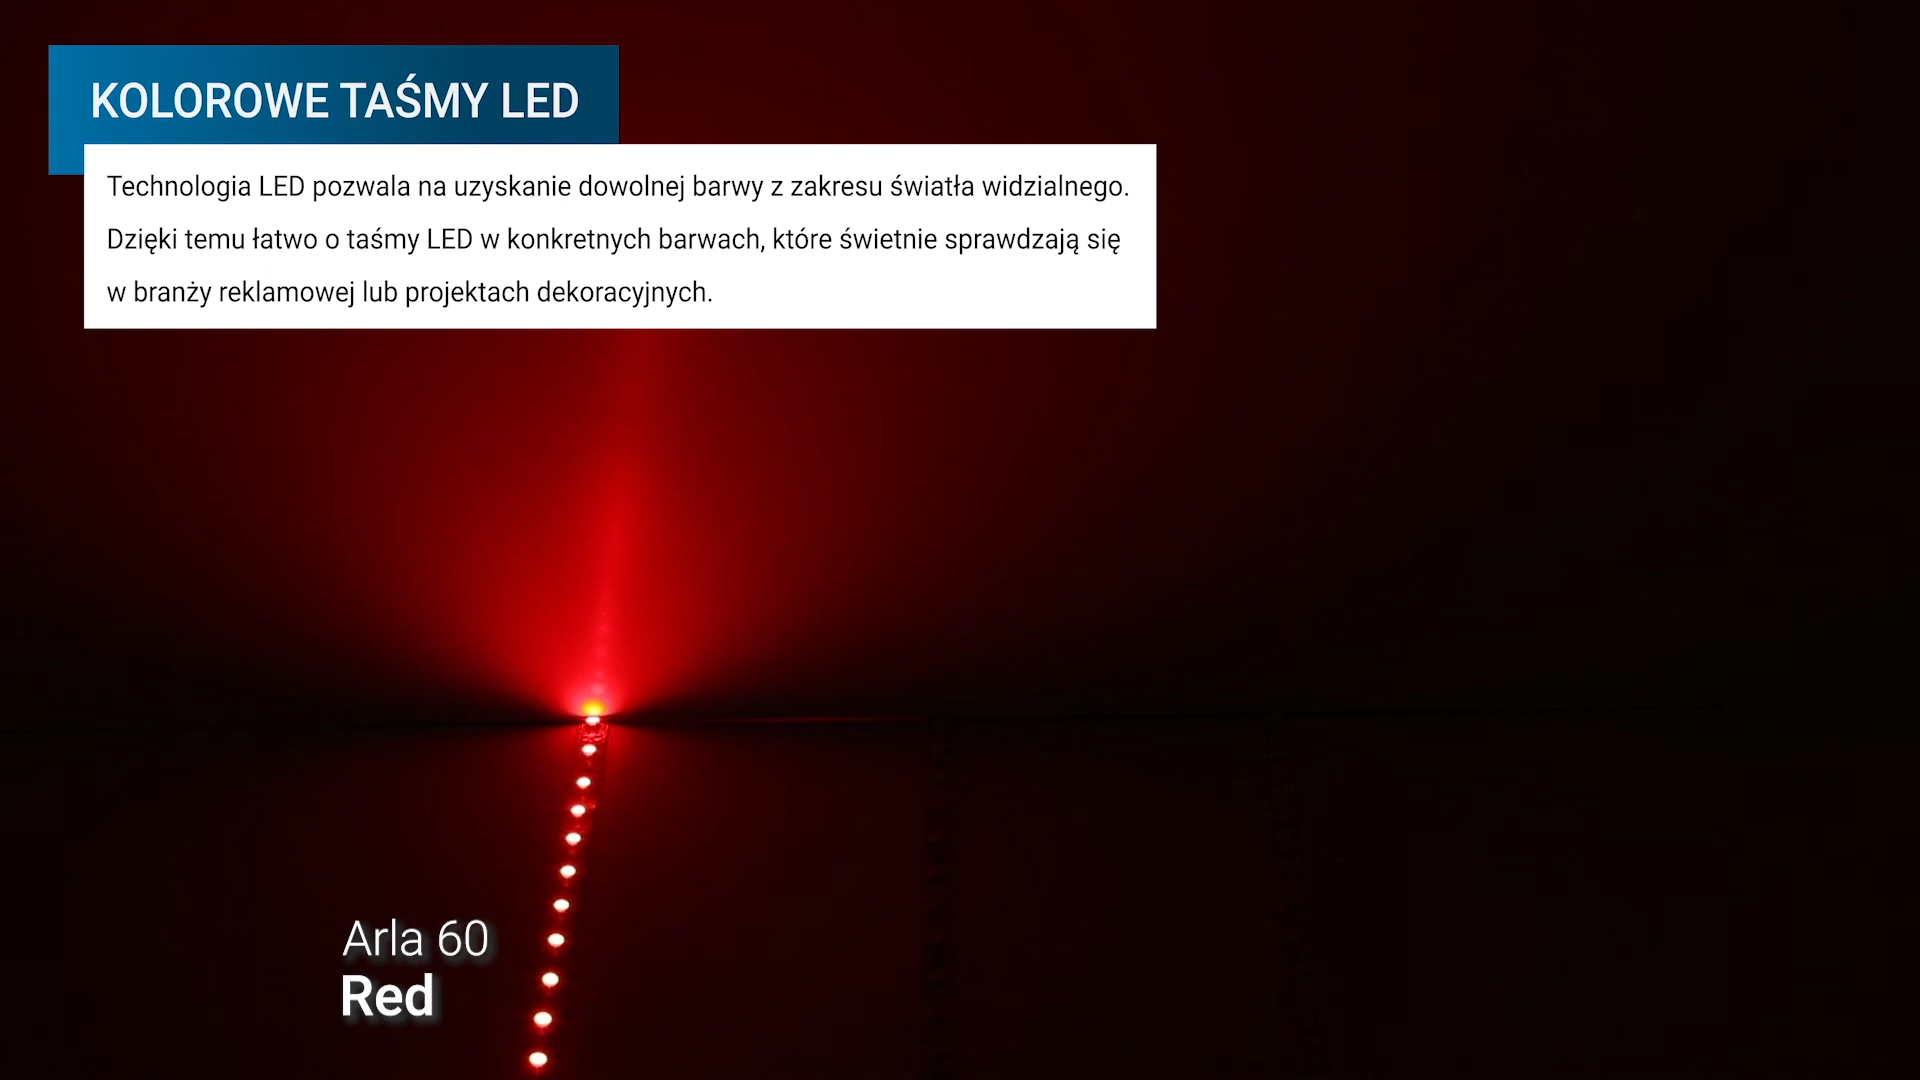 KOLOROWE TAŚMY LED
Technologia LED pozwala na uzyskanie dowolnej barwy z zakresu światła widzialnego.
Dzięki temu łatwo o taśmy LED w konkretnych barwach, które świetnie sprawdzają się
w branży reklamowej lub projektach dekoracyjnych.
Arla 60
Red